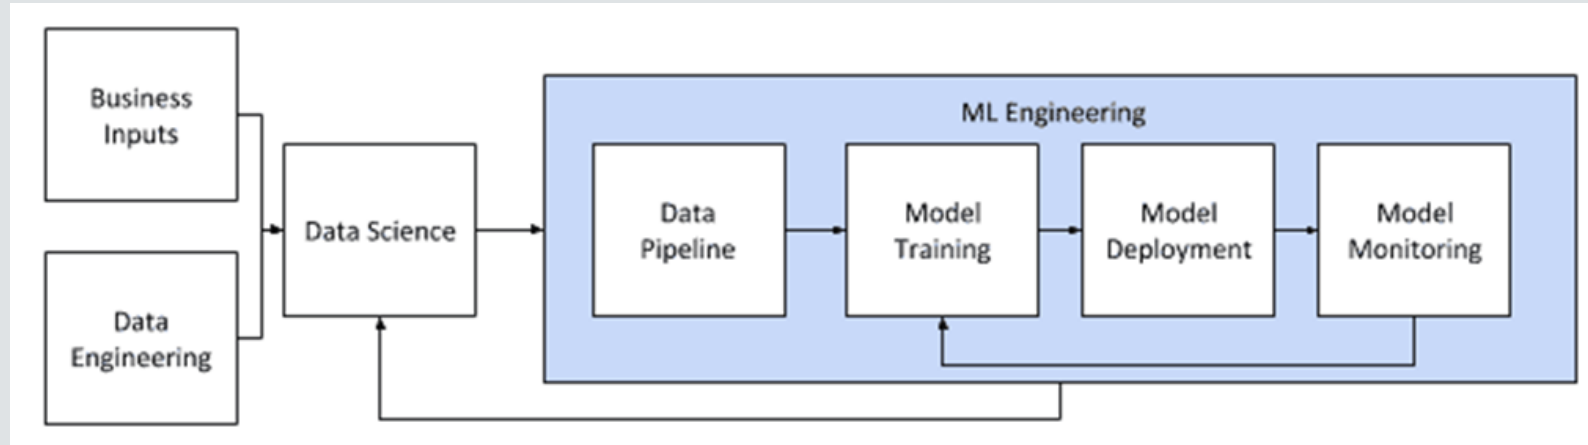 Business
Inputs
Data
Engineering
Data Science
ML Engineering
Data
Pipeline
Model
Training
Model
Deployment
Model
Monitoring